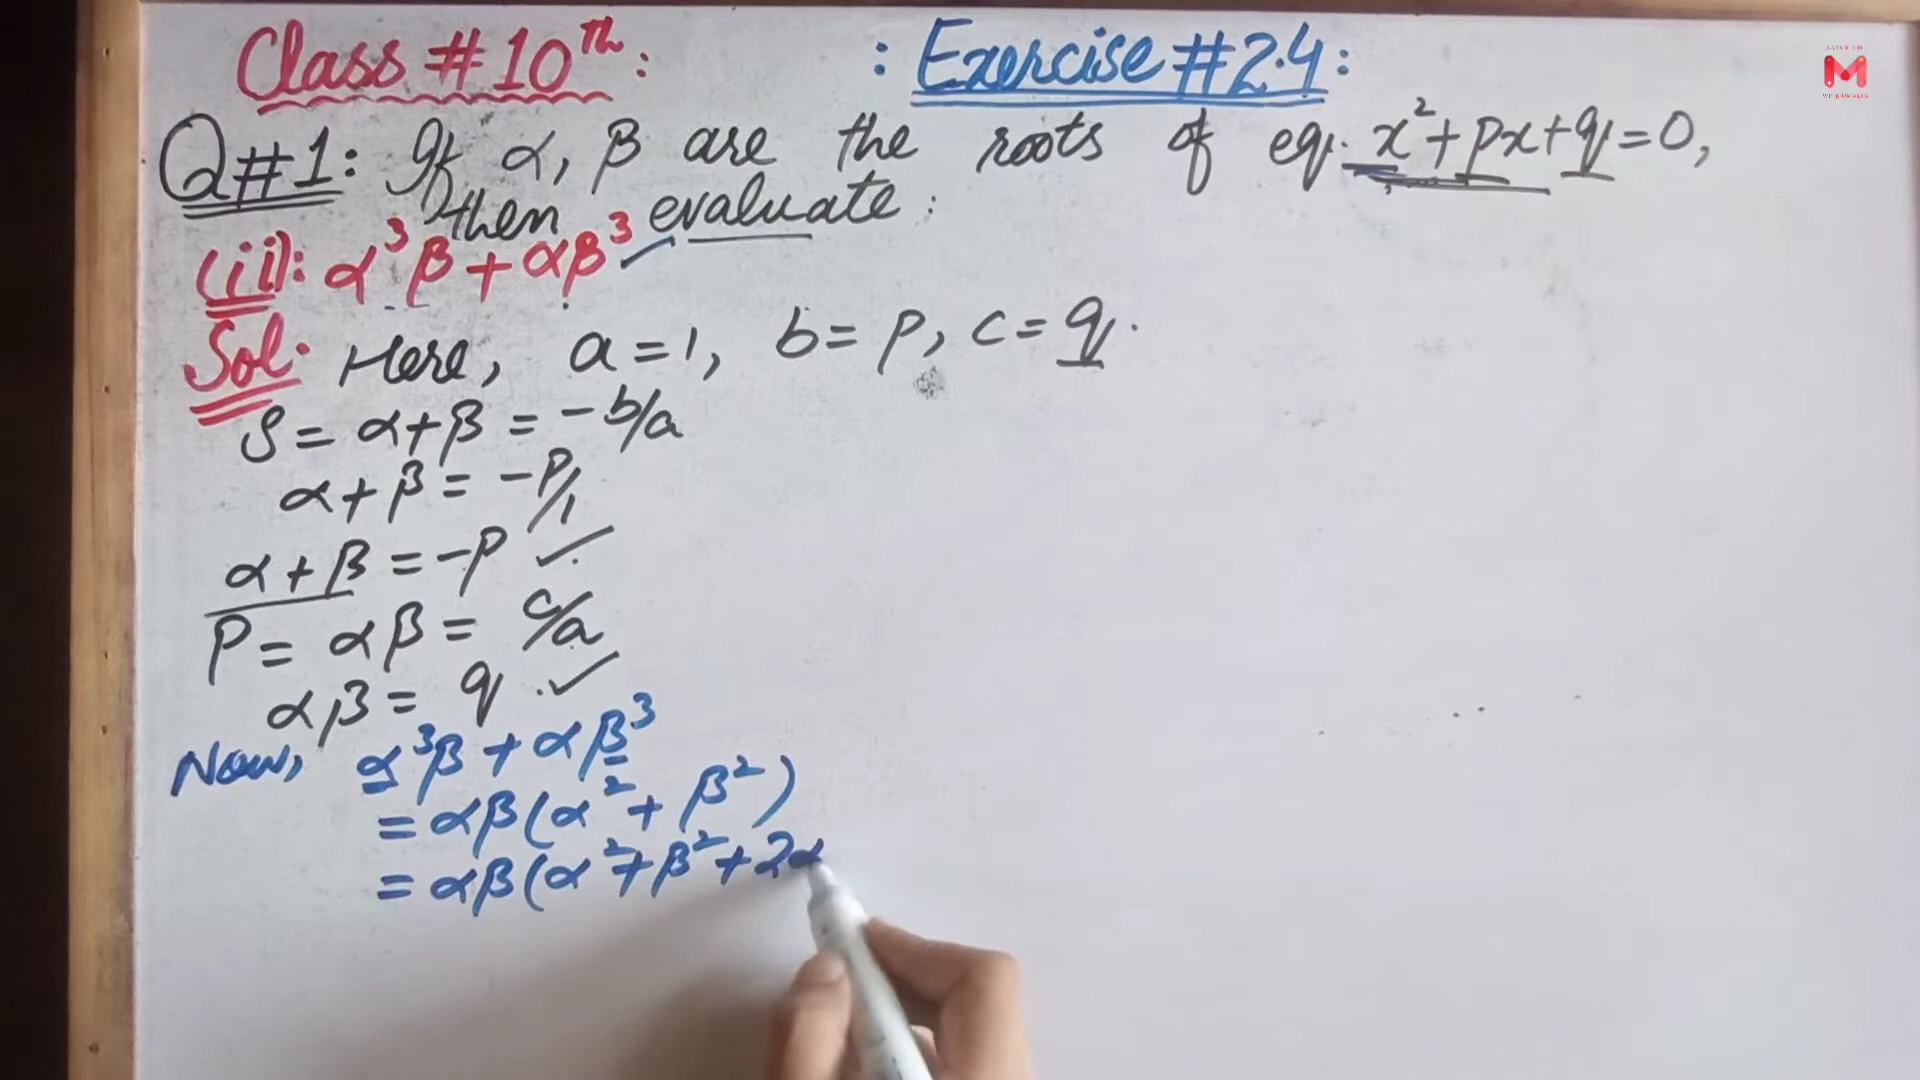 Class #10th: : Exercise #2.4:
Q#1: If α, β are the roots of eq. x²+px+q=0,
then evaluate:
(ii): α³β+αβ³
Sol. Here, a=1, b=p, c=q.
S=α+β=-b/a
α+β=-p/1
α+β=-p ✓
P=αβ=c/a
αβ=q ✓
Now, α³β+αβ³
=αβ(α²+β²)
=αβ(α²+β²+2α
M